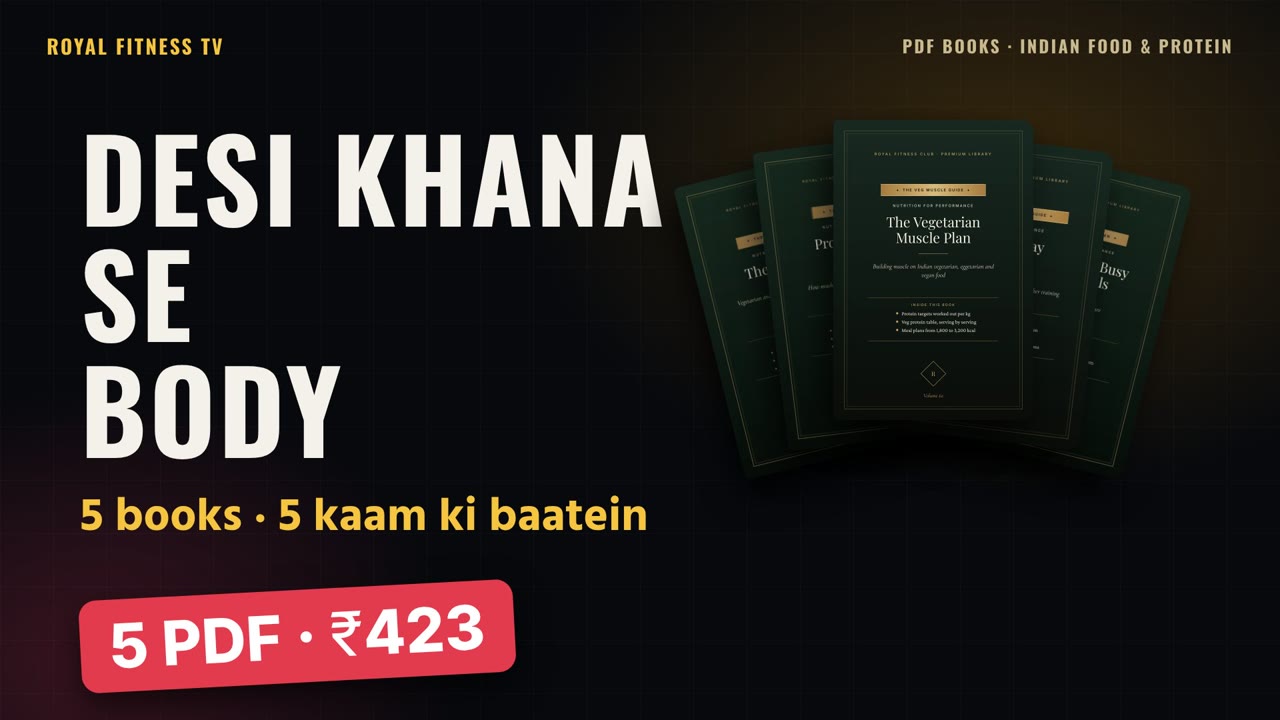 ROYAL FITNESS TV
PDF BOOKS · INDIAN FOOD & PROTEIN
DESI KHANA
SE
BODY
5 books · 5 kaam ki baatein
5 PDF · ₹423
ROYAL FITNESS CLUB · PREMIUM LIBRARY
THE VEG MUSCLE GUIDE
NUTRITION FOR PERFORMANCE
The Vegetarian
Muscle Plan
Building muscle on Indian vegetarian, eggetarian and
vegan food
INSIDE THIS BOOK
Protein targets worked out per kg
Veg protein table, serving by serving
Meal plans from 1,800 to 3,200 kcal
R
Busy